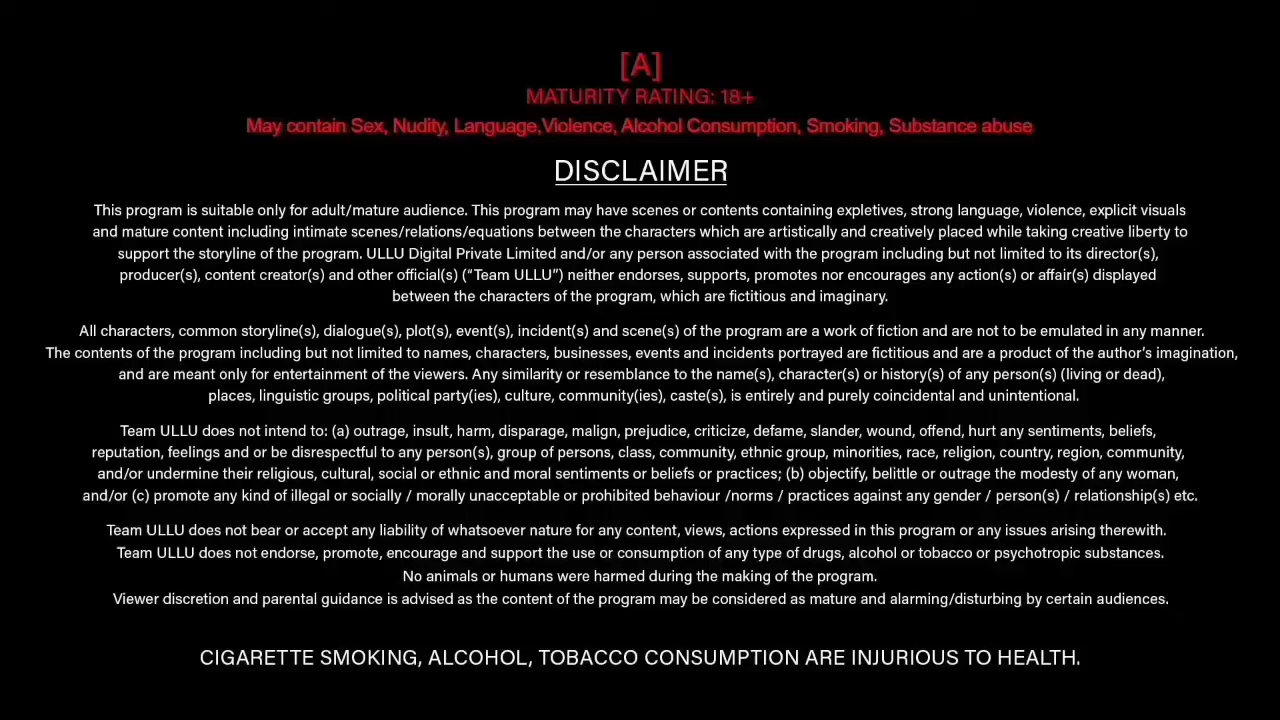 [A]
MATURITY RATING: 18+
May contain Sex, Nudity, Language,Violence, Alcohol Consumption, Smoking, Substance abuse
DISCLAIMER
This program is suitable only for adult/mature audience. This program may have scenes or contents containing expletives, strong language, violence, explicit visuals
and mature content including intimate scenes/relations/equations between the characters which are artistically and creatively placed while taking creative liberty to
support the storyline of the program. ULLU Digital Private Limited and/or any person associated with the program including but not limited to its director(s),
producer(s), content creator(s) and other official(s) (“Team ULLU”) neither endorses, supports, promotes nor encourages any action(s) or affair(s) displayed
between the characters of the program, which are fictitious and imaginary.
All characters, common storyline(s), dialogue(s), plot(s), event(s), incident(s) and scene(s) of the program are a work of fiction and are not to be emulated in any manner.
The contents of the program including but not limited to names, characters, businesses, events and incidents portrayed are fictitious and are a product of the author’s imagination,
and are meant only for entertainment of the viewers. Any similarity or resemblance to the name(s), character(s) or history(s) of any person(s) (living or dead),
places, linguistic groups, political party(ies), culture, community(ies), caste(s), is entirely and purely coincidental and unintentional.
Team ULLU does not intend to: (a) outrage, insult, harm, disparage, malign, prejudice, criticize, defame, slander, wound, offend, hurt any sentiments, beliefs,
reputation, feelings and or be disrespectful to any person(s), group of persons, class, community, ethnic group, minorities, race, religion, country, region, community,
and/or undermine their religious, cultural, social or ethnic and moral sentiments or beliefs or practices; (b) objectify, belittle or outrage the modesty of any woman,
and/or (c) promote any kind of illegal or socially / morally unacceptable or prohibited behaviour /norms / practices against any gender / person(s) / relationship(s) etc.
Team ULLU does not bear or accept any liability of whatsoever nature for any content, views, actions expressed in this program or any issues arising therewith.
Team ULLU does not endorse, promote, encourage and support the use or consumption of any type of drugs, alcohol or tobacco or psychotropic substances.
No animals or humans were harmed during the making of the program.
Viewer discretion and parental guidance is advised as the content of the program may be considered as mature and alarming/disturbing by certain audiences.
CIGARETTE SMOKING, ALCOHOL, TOBACCO CONSUMPTION ARE INJURIOUS TO HEALTH.